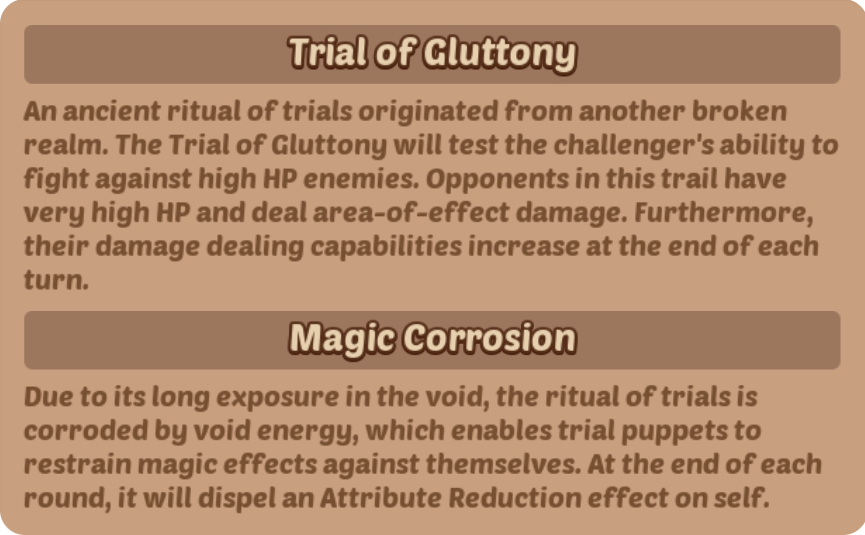 Trial of Gluttony
An ancient ritual of trials originated from another broken
realm. The Trial of Gluttony will test the challenger's ability to
fight against high HP enemies. Opponents in this trail have
very high HP and deal area-of-effect damage. Furthermore,
their damage dealing capabilities increase at the end of each
turn.
Magic Corrosion
Due to its long exposure in the void, the ritual of trials is
corroded by void energy, which enables trial puppets to
restrain magic effects against themselves. At the end of each
round, it will dispel an Attribute Reduction effect on self.